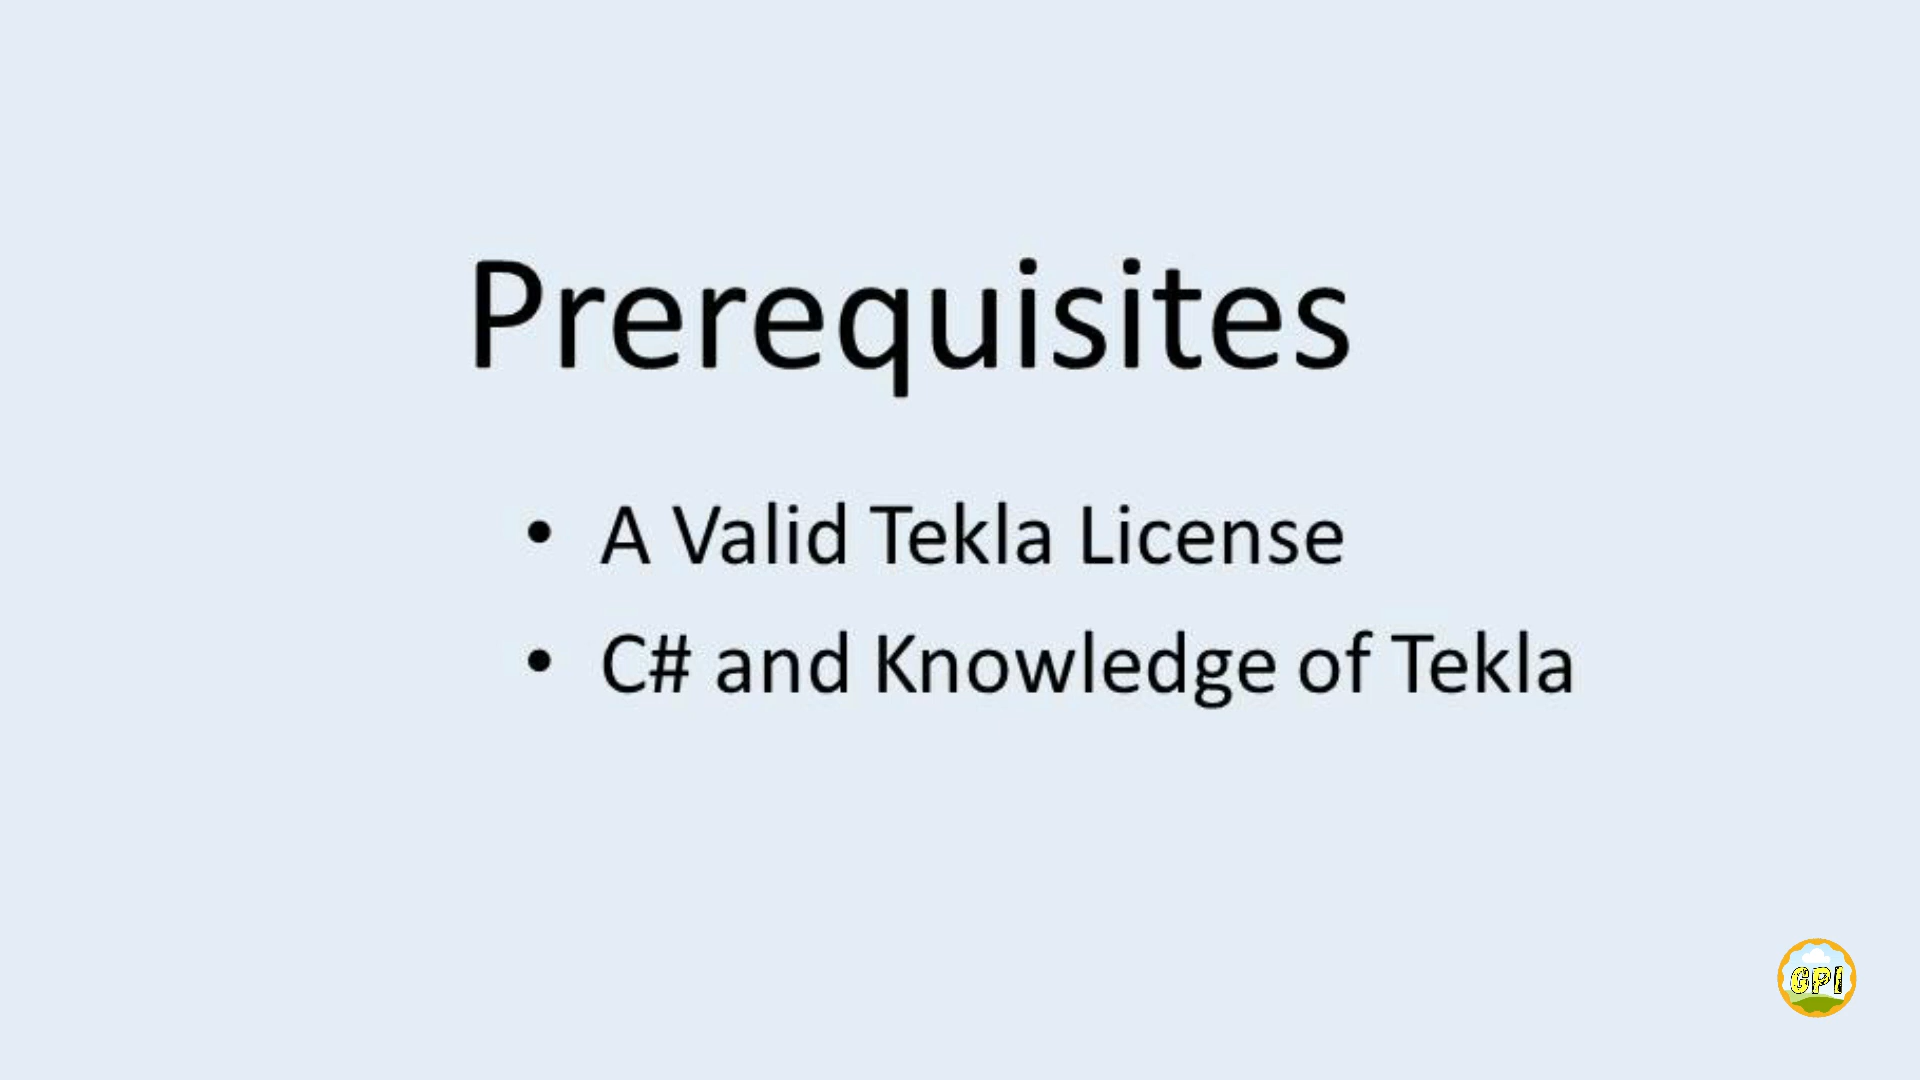 Prerequisites
• A Valid Tekla License
• C# and Knowledge of Tekla
GPI